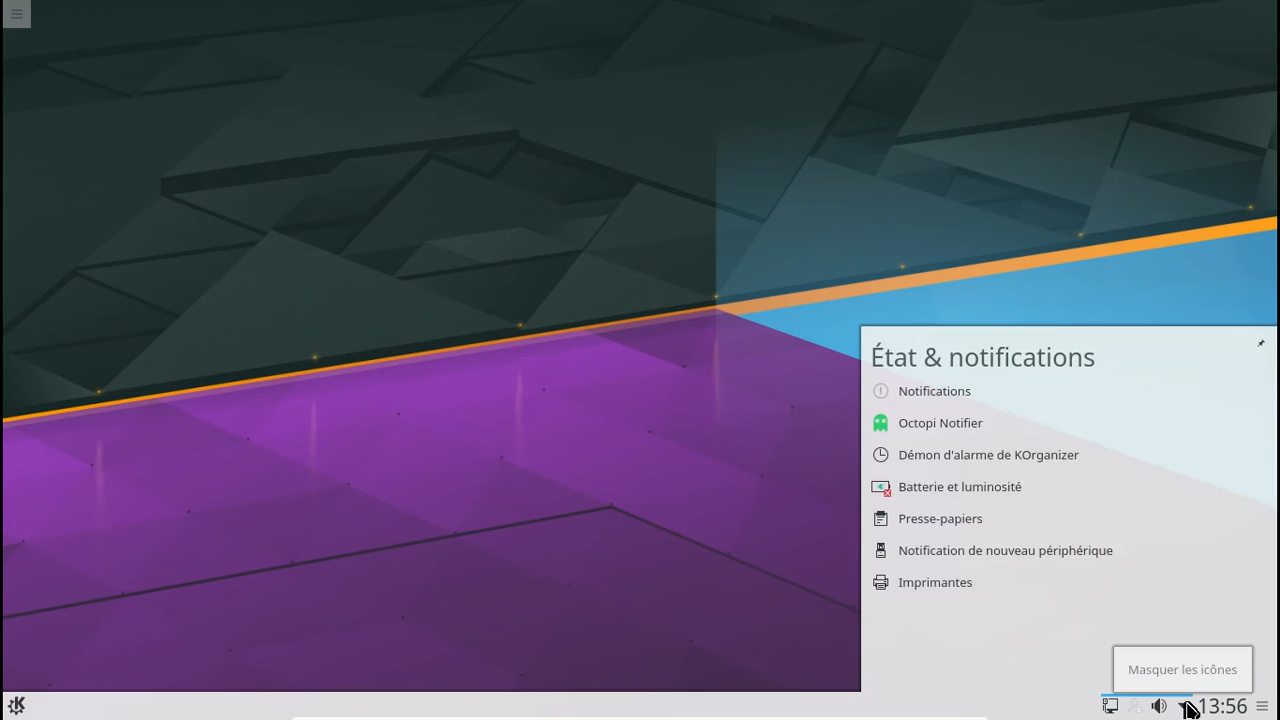 État & notifications
Notifications
Octopi Notifier
Démon d'alarme de KOrganizer
Batterie et luminosité
Presse-papiers
Notification de nouveau périphérique
Imprimantes
Masquer les icônes
13:56